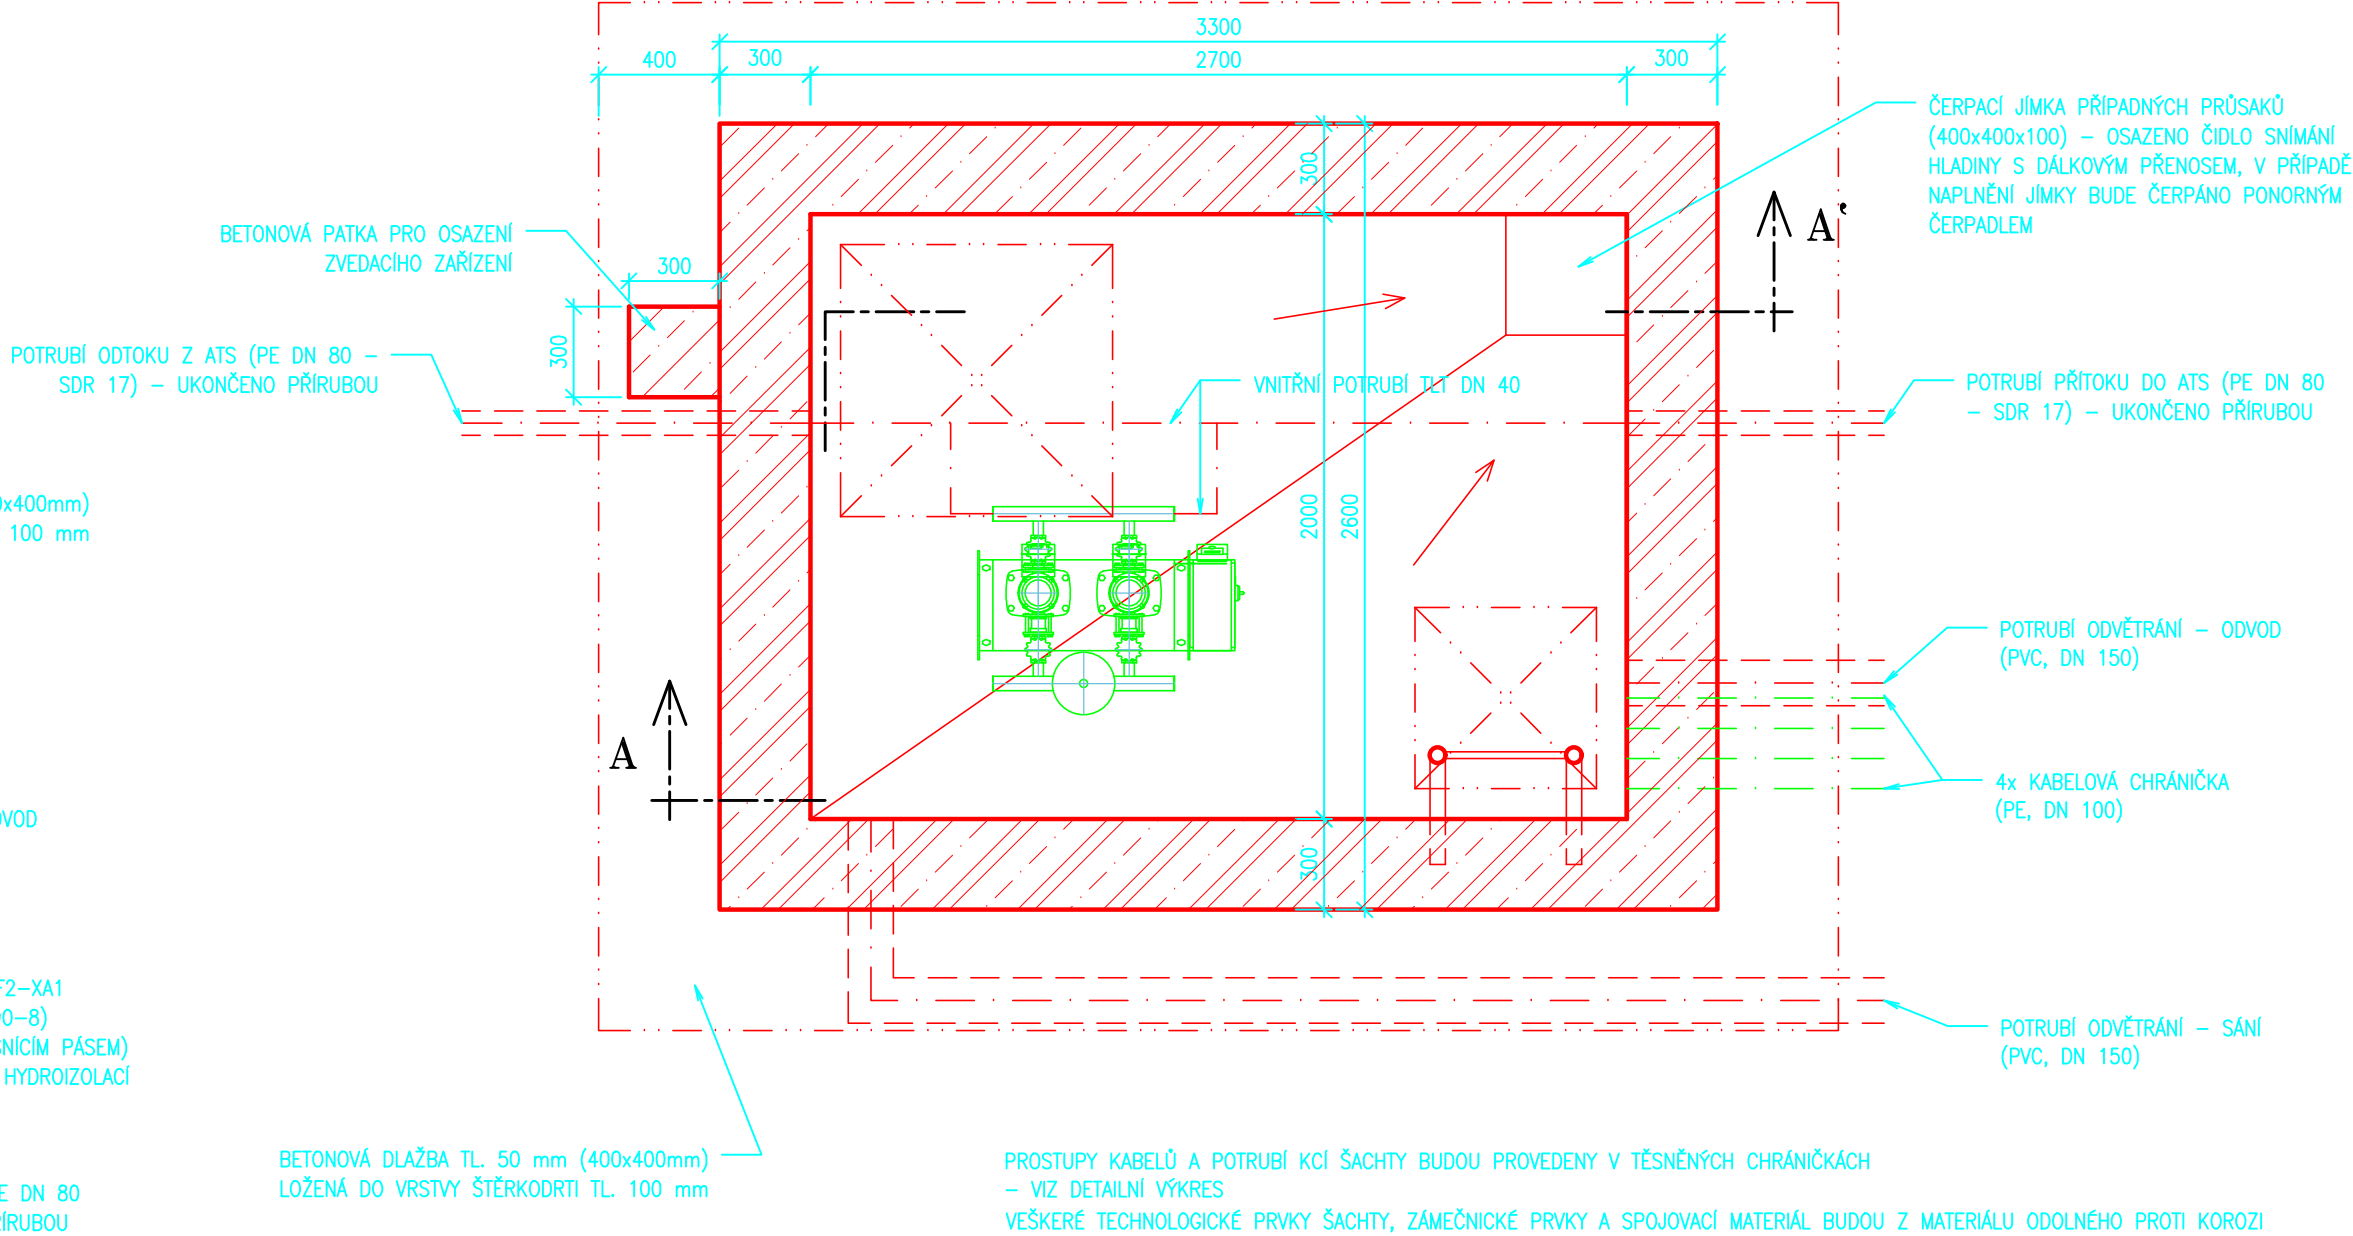 3300
400
300
2700
300
ČERPACÍ JÍMKA PŘÍPADNÝCH PRŮSAKŮ
(400x400x100) – OSAZENO ČIDLO SNÍMÁNÍ
HLADINY S DÁLKOVÝM PŘENOSEM, V PŘÍPADĚ
NAPLNĚNÍ JÍMKY BUDE ČERPÁNO PONORNÝM
ČERPADLEM
300
A'
BETONOVÁ PATKA PRO OSAZENÍ
ZVEDACÍHO ZAŘÍZENÍ
300
300
POTRUBÍ ODTOKU Z ATS (PE DN 80 –
SDR 17) – UKONČENO PŘÍRUBOU
VNITŘNÍ POTRUBÍ TLT DN 40
POTRUBÍ PŘÍTOKU DO ATS (PE DN 80
– SDR 17) – UKONČENO PŘÍRUBOU
0x400mm)
100 mm
2000
2600
POTRUBÍ ODVĚTRÁNÍ – ODVOD
(PVC, DN 150)
A
4x KABELOVÁ CHRÁNIČKA
(PE, DN 100)
DVOD
300
F2–XA1
0–8)
SNÍCÍM PÁSEM)
HYDROIZOLACÍ
POTRUBÍ ODVĚTRÁNÍ – SÁNÍ
(PVC, DN 150)
BETONOVÁ DLAŽBA TL. 50 mm (400x400mm)
LOŽENÁ DO VRSTVY ŠTĚRKODRTI TL. 100 mm
E DN 80
ŘÍRUBOU
PROSTUPY KABELŮ A POTRUBÍ KCÍ ŠACHTY BUDOU PROVEDENY V TĚSNĚNÝCH CHRÁNIČKÁCH
– VIZ DETAILNÍ VÝKRES
VEŠKERÉ TECHNOLOGICKÉ PRVKY ŠACHTY, ZÁMEČNICKÉ PRVKY A SPOJOVACÍ MATERIÁL BUDOU Z MATERIÁLU ODOLNÉHO PROTI KOROZI